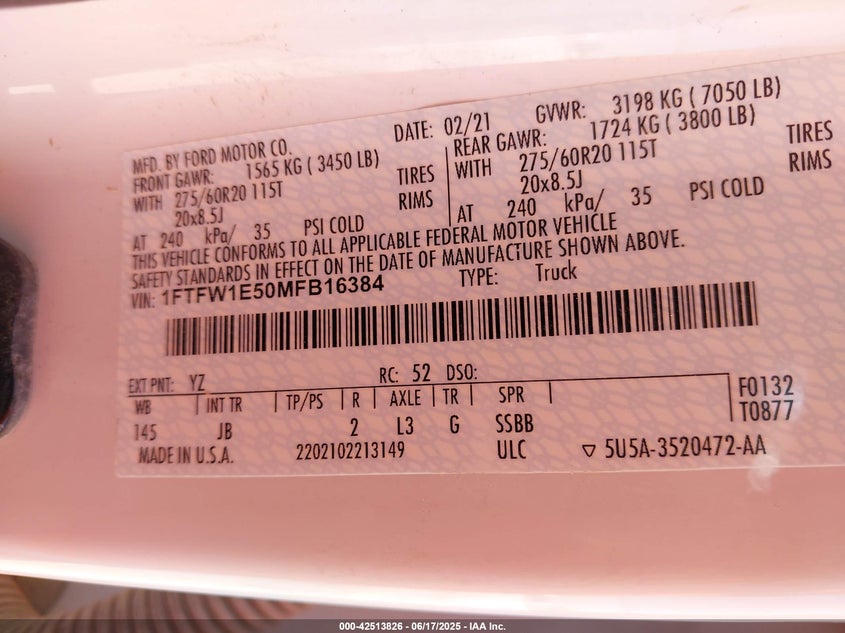 MFD. BY FORD MOTOR CO.
DATE: 02/21 GVWR: 3198 KG ( 7050 LB)
FRONT GAWR: 1565 KG ( 3450 LB) REAR GAWR: 1724 KG ( 3800 LB)
WITH 275/60R20 115T TIRES WITH 275/60R20 115T TIRES
20x8.5J RIMS 20x8.5J RIMS
AT 240 kPa/ 35 PSI COLD AT 240 kPa/ 35 PSI COLD
THIS VEHICLE CONFORMS TO ALL APPLICABLE FEDERAL MOTOR VEHICLE
SAFETY STANDARDS IN EFFECT ON THE DATE OF MANUFACTURE SHOWN ABOVE.
VIN: 1FTFW1E50MFB16384 TYPE: Truck
EXT PNT: YZ RC: 52 DSO:
WB INT TR TP/PS R AXLE TR SPR F0132
145 JB 2 L3 G SSBB T0877
MADE IN U.S.A. 2202102213149 ULC ▽ 5U5A-3520472-AA
000-42513826 - 06/17/2025 - IAA Inc.